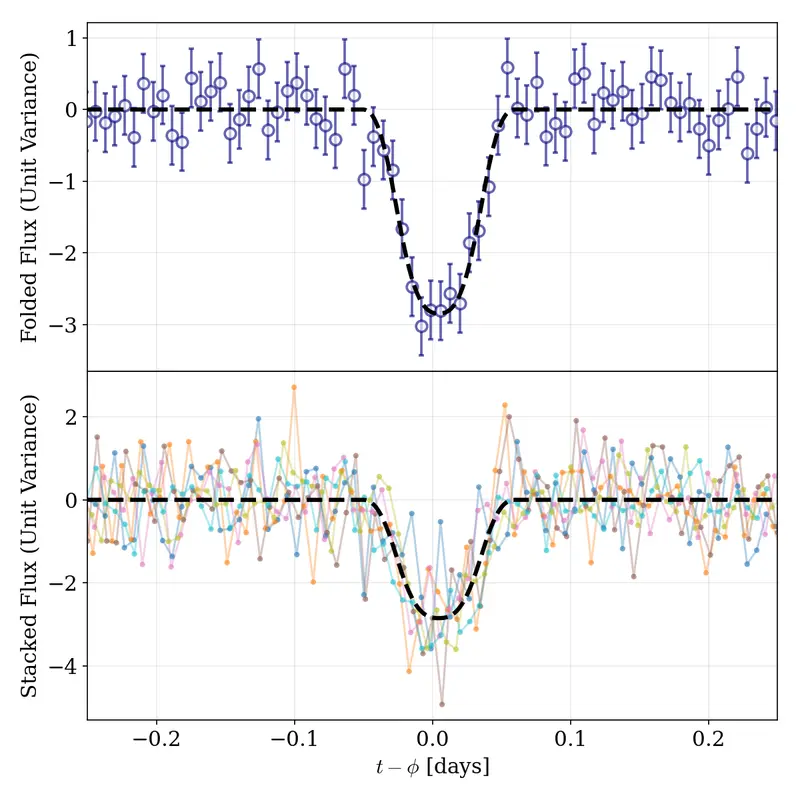 Folded Flux (Unit Variance)
1
0
−1
−2
−3
Stacked Flux (Unit Variance)
2
0
−2
−4
−0.2 −0.1 0.0 0.1 0.2
t − ϕ [days]